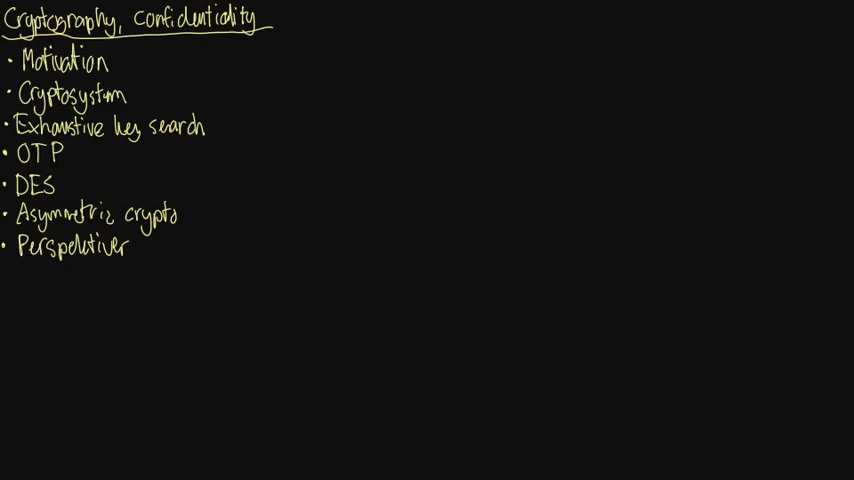 Cryptography, Confidentiality
• Motivation
• Cryptosystem
• Exhaustive key search
• OTP
• DES
• Asymmetric crypto
• Perspektiver